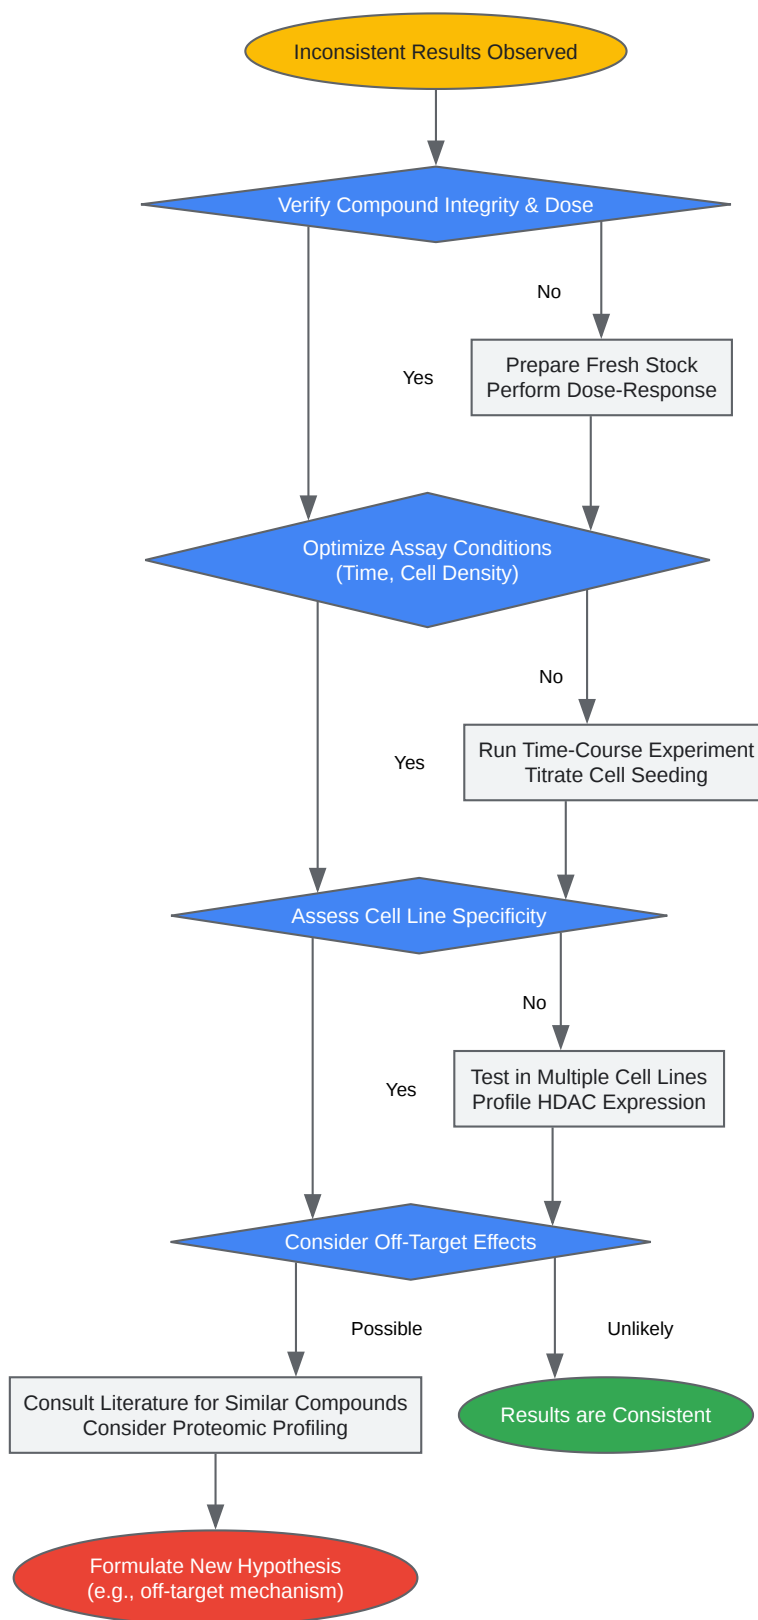 Inconsistent Results Observed
Verify Compound Integrity & Dose
No
Prepare Fresh Stock
Perform Dose-Response
Yes
Optimize Assay Conditions
(Time, Cell Density)
No
Run Time-Course Experiment
Titrate Cell Seeding
Yes
Assess Cell Line Specificity
No
Test in Multiple Cell Lines
Profile HDAC Expression
Yes
Consider Off-Target Effects
Possible
Unlikely
Consult Literature for Similar Compounds
Consider Proteomic Profiling
Results are Consistent
Formulate New Hypothesis
(e.g., off-target mechanism)